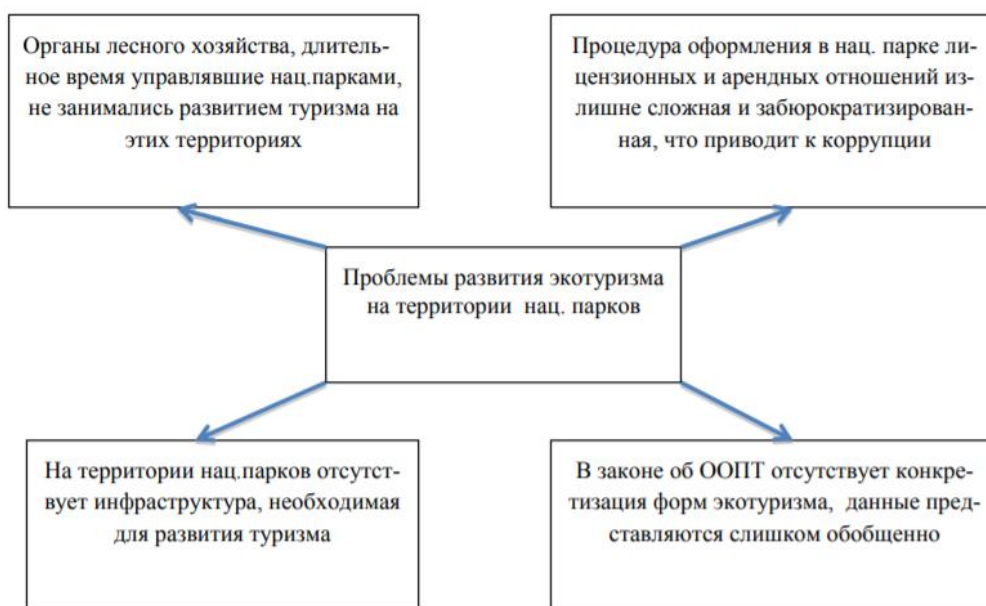 Органы лесного хозяйства, длитель-
ное время управлявшие нац.парками,
не занимались развитием туризма на
этих территориях
Процедура оформления в нац. парке ли-
цензионных и арендных отношений из-
лишне сложная и забюрократизирован-
ная, что приводит к коррупции
Проблемы развития экотуризма
на территории нац. парков
На территории нац.парков отсутст-
вует инфраструктура, необходимая
для развития туризма
В законе об ООПТ отсутствует конкре-
тизация форм экотуризма, данные пред-
ставляются слишком обобщенно